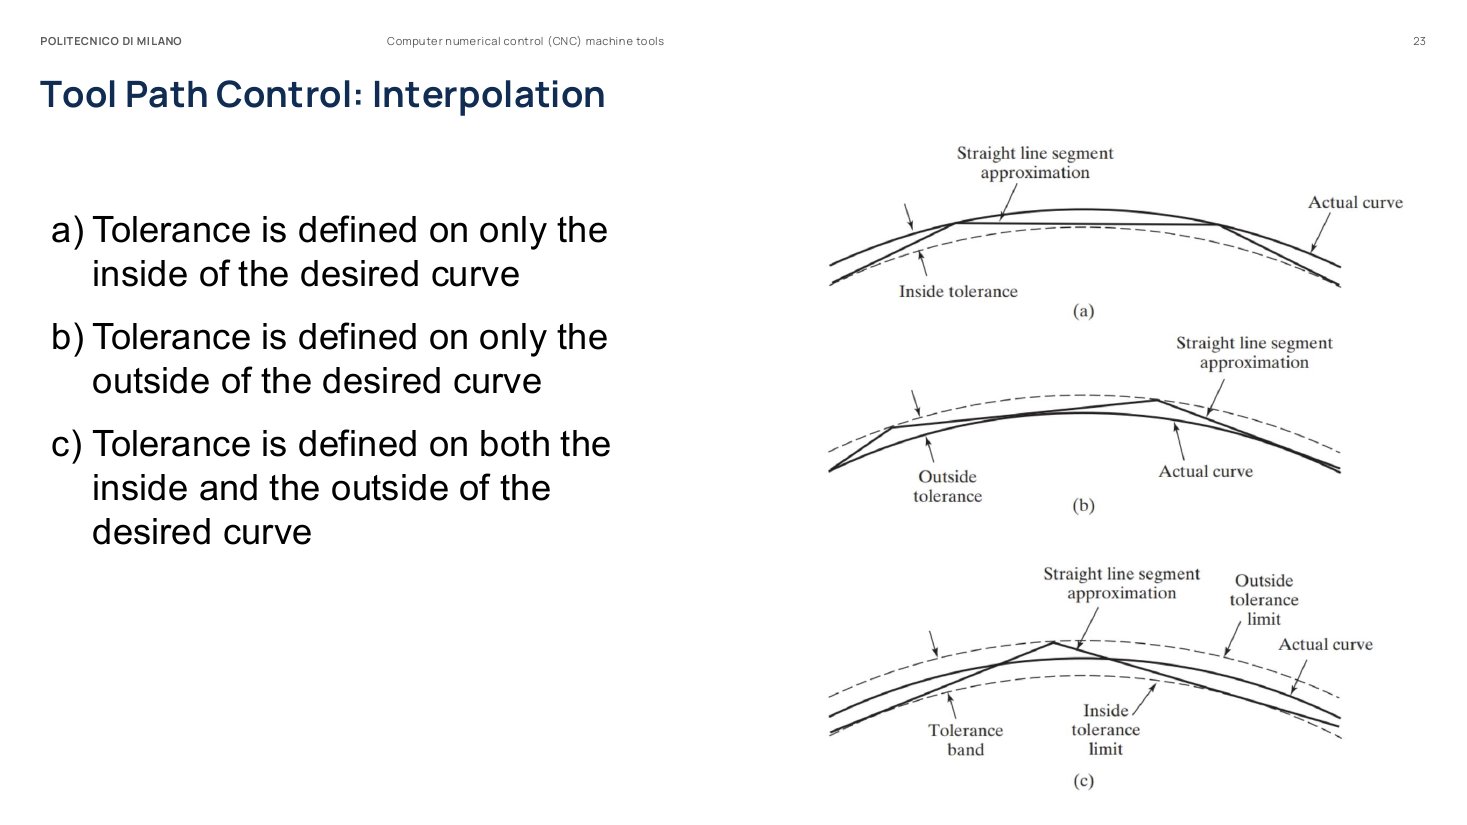 POLITECNICO DI MILANO
Computer numerical control (CNC) machine tools
23
Tool Path Control: Interpolation
a) Tolerance is defined on only the
inside of the desired curve
b) Tolerance is defined on only the
outside of the desired curve
c) Tolerance is defined on both the
inside and the outside of the
desired curve
Straight line segment
approximation
Actual curve
Inside tolerance
(a)
Straight line segment
approximation
Outside
tolerance
Actual curve
(b)
Straight line segment
approximation
Outside
tolerance
limit
Actual curve
Tolerance
band
Inside
tolerance
limit
(c)